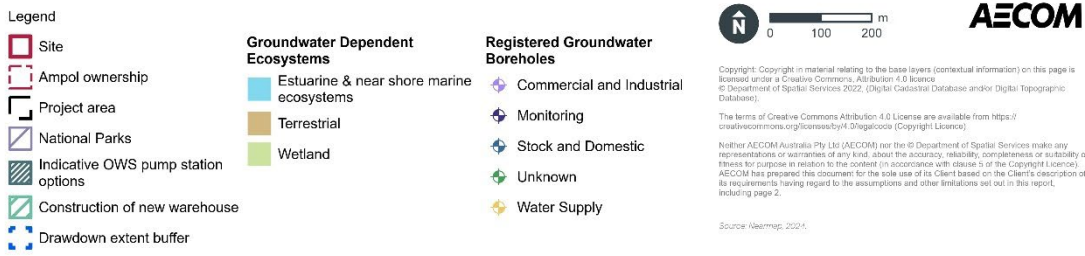 Legend
Site
Ampol ownership
Project area
National Parks
Indicative OWS pump station
options
Construction of new warehouse
Drawdown extent buffer
Groundwater Dependent
Ecosystems
Estuarine & near shore marine
ecosystems
Terrestrial
Wetland
Registered Groundwater
Boreholes
Commercial and Industrial
Monitoring
Stock and Domestic
Unknown
Water Supply
N
m
0 100 200
AECOM
Copyright: Copyright in material relating to the base layers (contextual information) on this page is
licensed under a Creative Commons, Attribution 4.0 licence
© Department of Spatial Services 2022, (Digital Cadastral Database and/or Digital Topographic
Database).
The terms of Creative Commons Attribution 4.0 License are available from https://
creativecommons.org/licenses/by/4.0/legalcode (Copyright Licence).
Neither AECOM Australia Pty Ltd (AECOM) nor the © Department of Spatial Services make any
representations or warranties of any kind, about the accuracy, reliability, completeness or suitability or
fitness for purpose in relation to the content (in accordance with clause 5 of the Copyright Licence).
AECOM has prepared this document for the sole use of its Client based on the Client's description of
its requirements having regard to the assumptions and other limitations set out in this report,
including page 2.
Source: Nearmap, 2024.